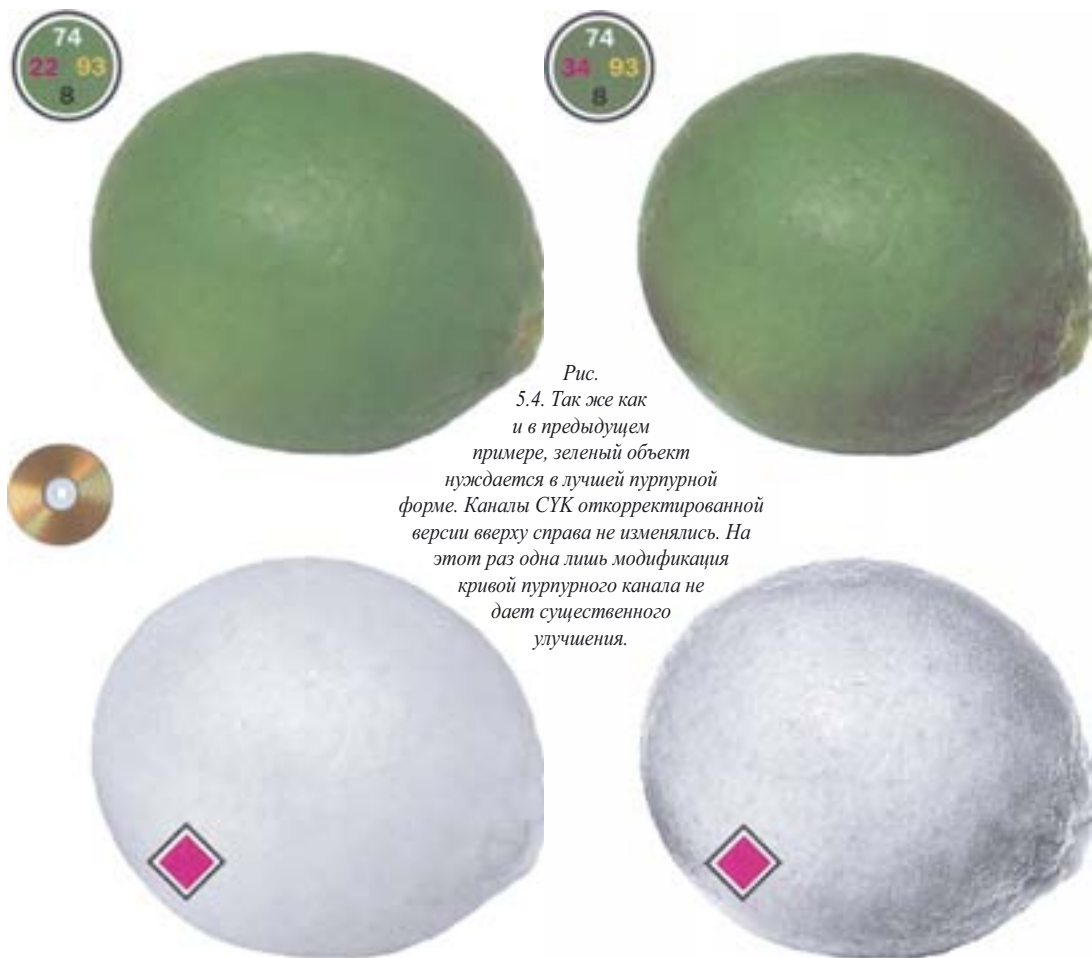 74
22 93
8
74
34 93
8
Рис.
5.4. Так же как
и в предыдущем
примере, зеленый объект
нуждается в лучшей пурпурной
форме. Каналы CYK откорректированной
версии вверху справа не изменялись. На
этот раз одна лишь модификация
кривой пурпурного канала не
дает существенного
улучшения.